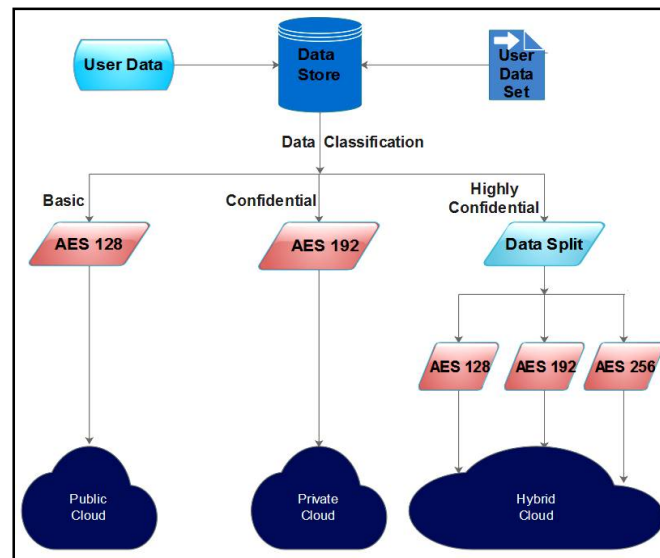 User Data
Data
Store
User
Data
Set
Data Classification
Basic
Confidential
Highly
Confidential
AES 128
AES 192
Data Split
AES 128
AES 192
AES 256
Public
Cloud
Private
Cloud
Hybrid
Cloud